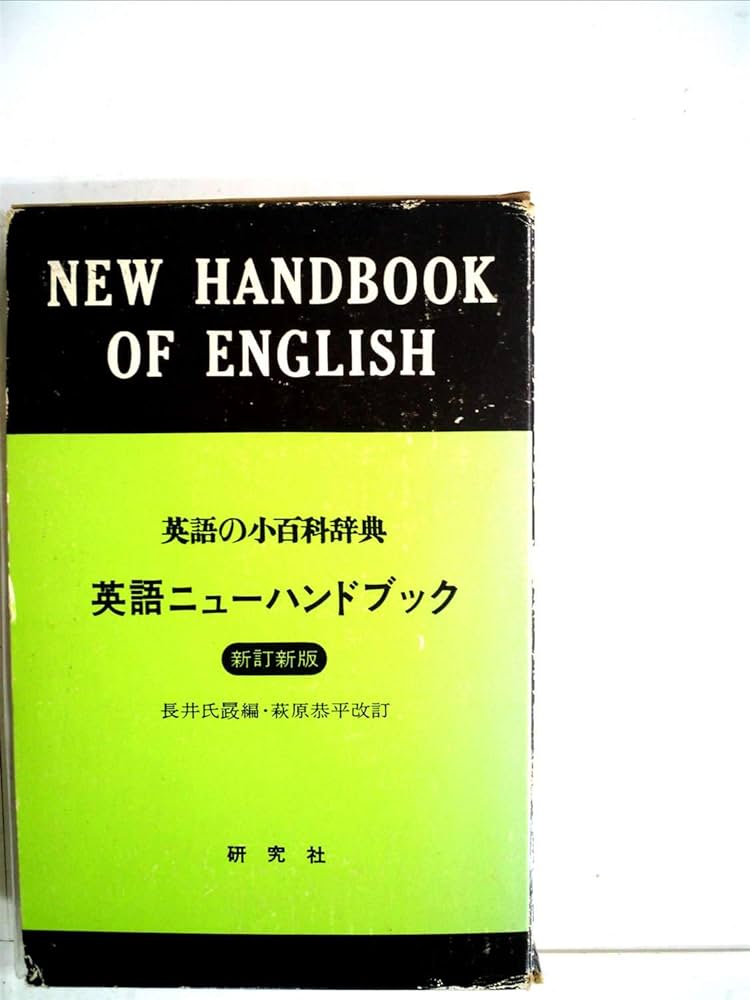 NEW HANDBOOK
OF ENGLISH
英語の小百科辞典
英語ニューハンドブック
新訂新版
長井氏晸編・萩原恭平改訂
研究社